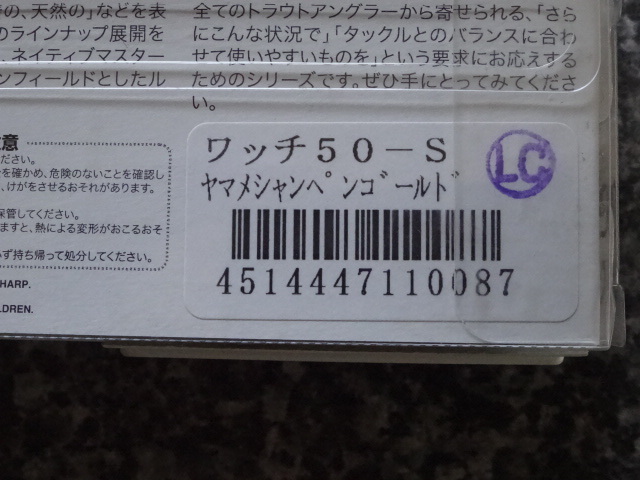 の、天然の」などを表
のラインナップ展開を
、ネイティブマスター
ンフィールドとしたル
全てのトラウトアングラーから寄せられる、「さら
にこんな状況で」「タックルとのバランスに合わ
せて使いやすいものを」という要求にお応えする
ためのシリーズです。ぜひ手にとってみてくださ
い。
意
ださい。
を確かめ、危険のないことを確認し
、けがをさせるおそれがあります。
保管してください。
ますと、熱による変形がおこるおそ
ず持ち帰って処分してください。
HARP.
LDREN.
ワッチ50-S
ヤマメシャンペンゴールド
LC
4514447110087